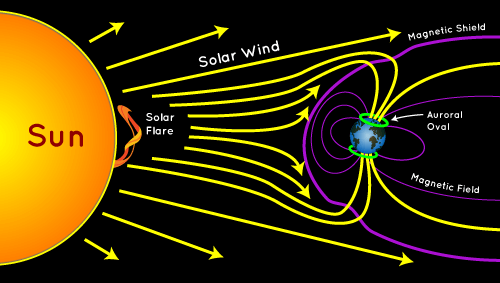 Sun
Solar Wind
Solar
Flare
Magnetic Shield
Auroral
Oval
Magnetic Field